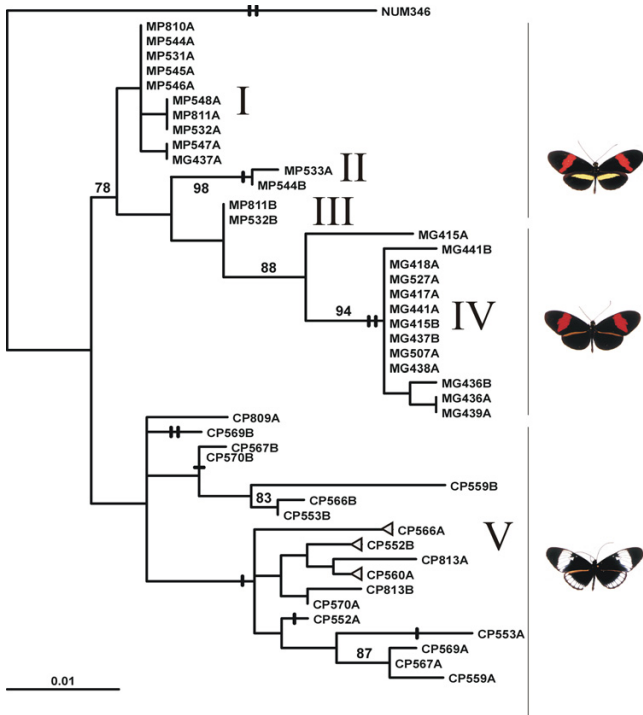 NUM346
MP810A
MP544A
MP531A
MP545A
MP546A
MP548A
I
MP811A
MP532A
MP547A
MG437A
MP533A
II
78
98
MP544B
MP811B
III
MP532B
MG415A
MG441B
88
MG418A
MG527A
MG417A
MG441A
94
IV
MG415B
MG437B
MG507A
MG438A
MG436B
MG436A
MG439A
CP809A
CP569B
CP567B
CP570B
CP559B
83
CP566B
CP553B
V
CP566A
CP552B
CP813A
CP560A
CP813B
CP570A
CP552A
CP553A
87
CP569A
CP567A
CP559A
0.01